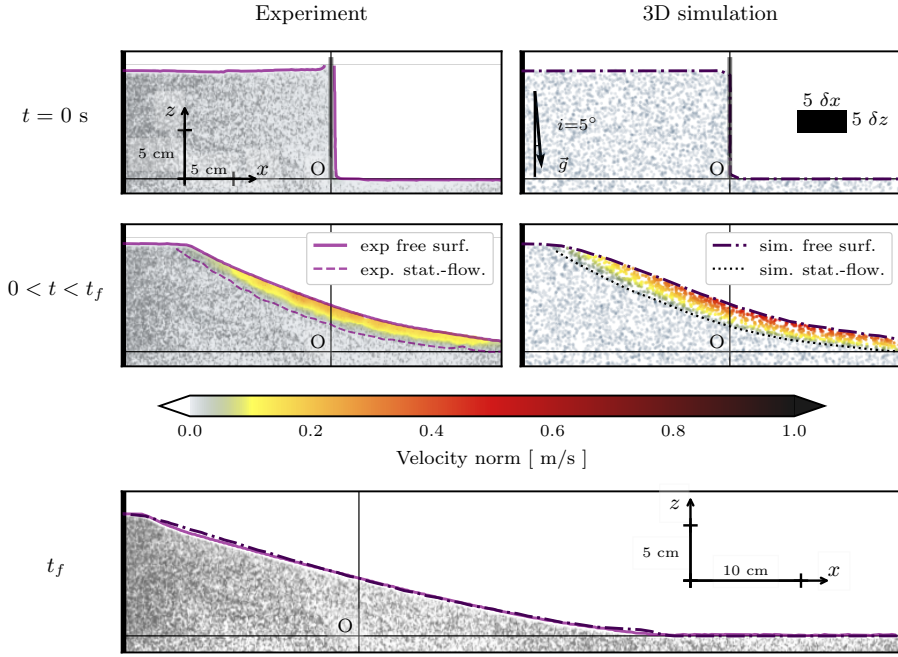 Experiment
3D simulation
t = 0 s
z
5 cm
5 cm
x
O
i=5°
g⃗
O
5 δx
5 δz
0 < t < t_f
exp free surf.
exp. stat.-flow.
O
sim. free surf.
sim. stat.-flow.
O
0.0 0.2 0.4 0.6 0.8 1.0
Velocity norm [ m/s ]
t_f
O
z
5 cm
10 cm
x